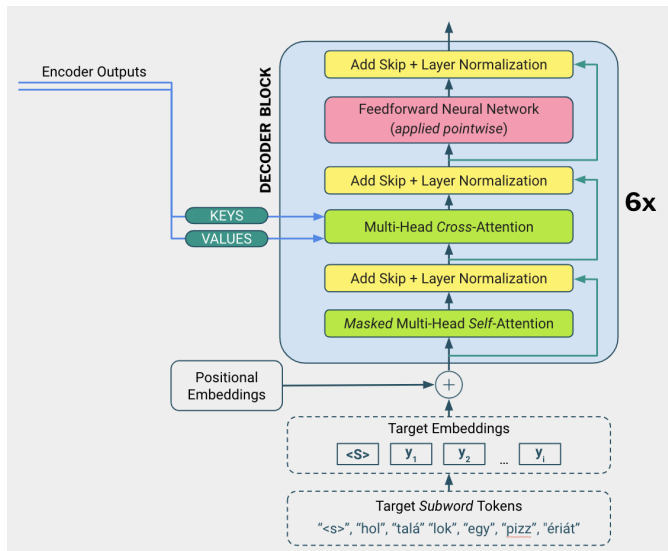 Add Skip + Layer Normalization
Encoder Outputs
Feedforward Neural Network
(applied pointwise)
DECODER BLOCK
Add Skip + Layer Normalization
6x
KEYS
Multi-Head Cross-Attention
VALUES
Add Skip + Layer Normalization
Masked Multi-Head Self-Attention
Positional
Embeddings
+
Target Embeddings
<S> y1 y2 ... yi
Target Subword Tokens
“<s>”, “hol”, “talá” “lok”, “egy”, “pizz”, "ériát”